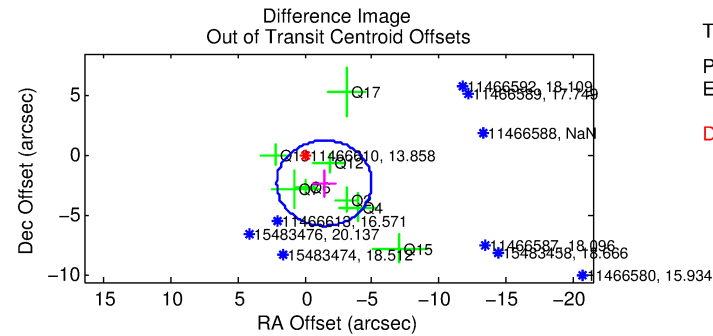 Difference Image
Out of Transit Centroid Offsets
T
P
E
D
Dec Offset (arcsec)
5
0
−5
−10
Q17
11466592, 18.109
11466589, 17.749
11466588, NaN
11466610, 13.858
Q12
Q4
11466613, 16.571
15483476, 20.137
15483474, 18.512
Q15
11466587, 18.096
15483458, 18.666
11466580, 15.934
15
10
5
0
−5
−10
−15
−20
RA Offset (arcsec)